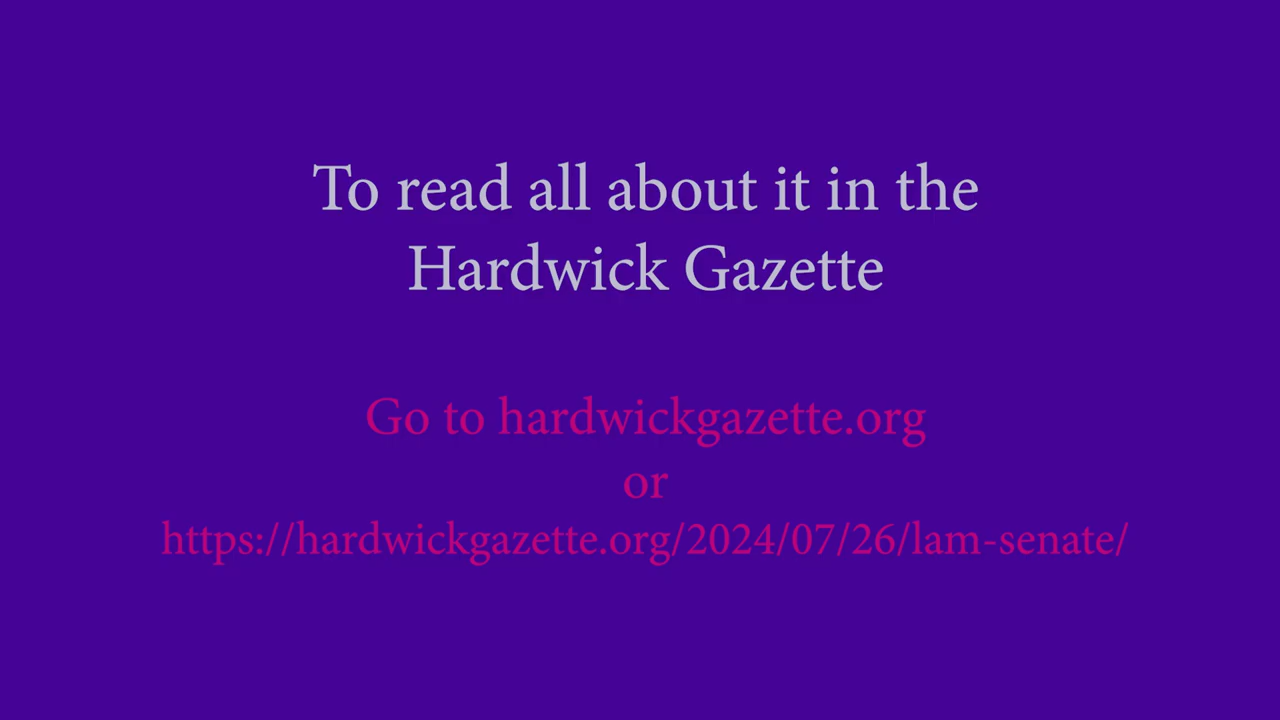 To read all about it in the
Hardwick Gazette
Go to hardwickgazette.org
or
https://hardwickgazette.org/2024/07/26/lam-senate/